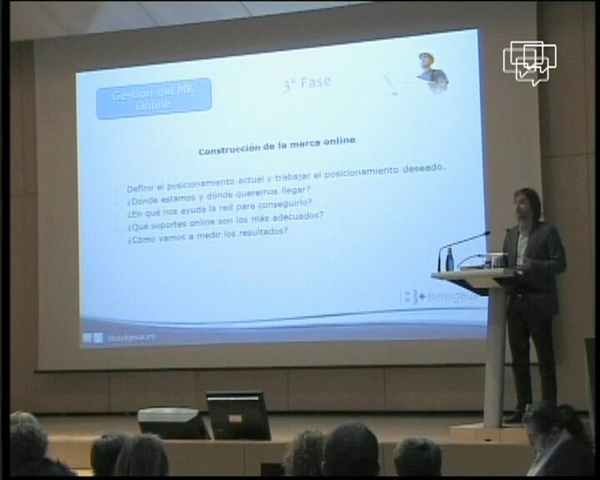 Gestión del MK
Online
3ª Fase
Construcción de la marca online
Definir el posicionamiento actual y trabajar el posicionamiento deseado.
¿Dónde estamos y dónde queremos llegar?
¿En qué nos ayuda la red para conseguirlo?
¿Qué soportes online son los más adecuados?
¿Cómo vamos a medir los resultados?